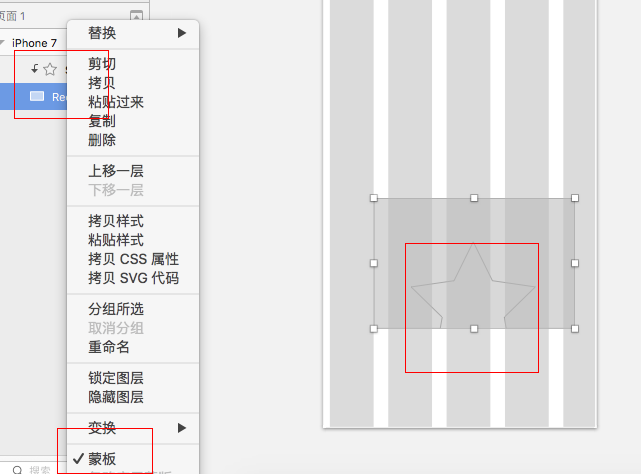 页面 1
iPhone 7
替换
剪切
拷贝
粘贴过来
复制
删除
上移一层
下移一层
拷贝样式
粘贴样式
拷贝 CSS 属性
拷贝 SVG 代码
分组所选
取消分组
重命名
锁定图层
隐藏图层
变换
蒙板
搜索